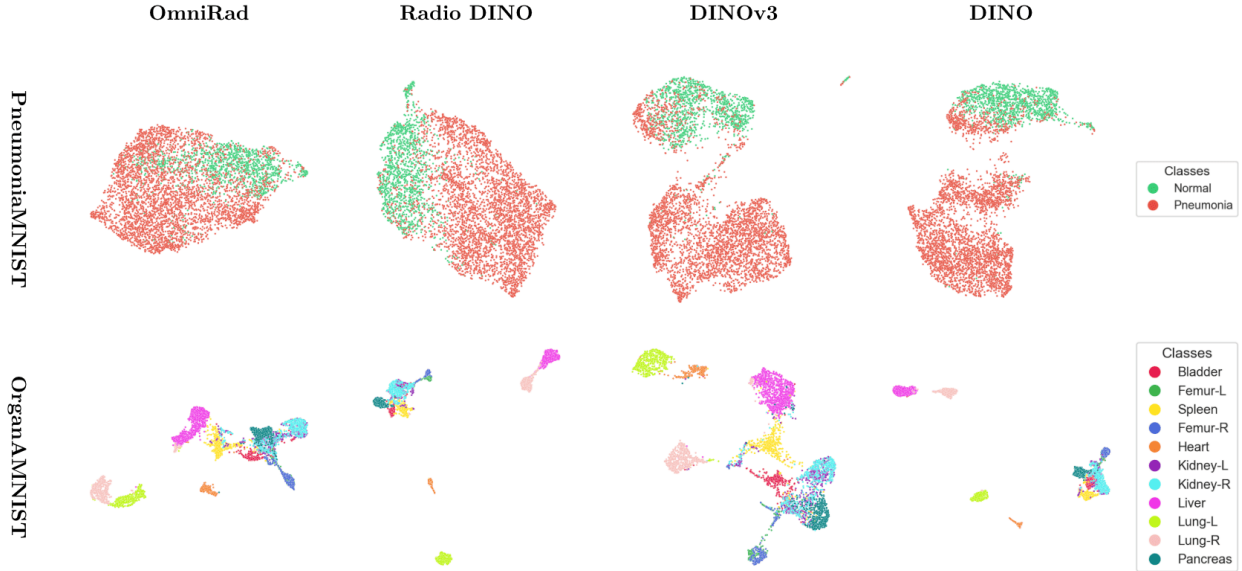 OmniRad
Radio DINO
DINOv3
DINO
PneumoniaMNIST
Classes
Normal
Pneumonia
OrganAMNIST
Classes
Bladder
Femur-L
Spleen
Femur-R
Heart
Kidney-L
Kidney-R
Liver
Lung-L
Lung-R
Pancreas